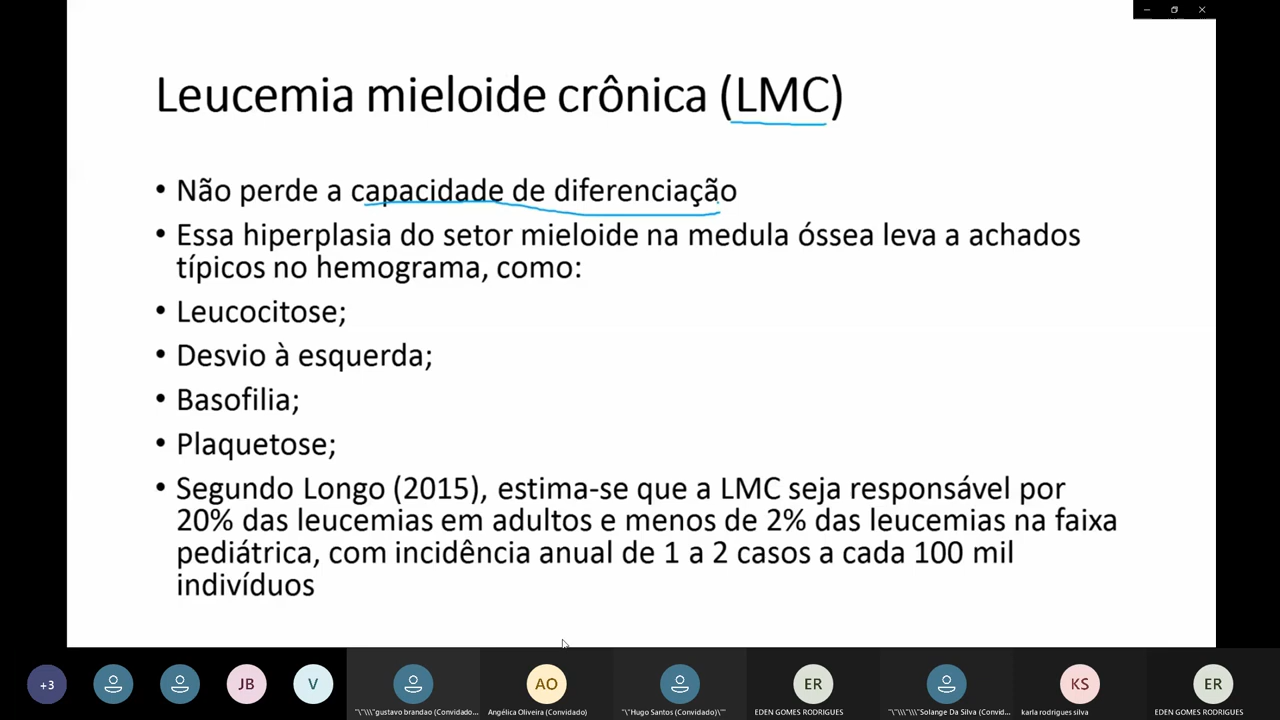 Leucemia mieloide crônica (LMC)
• Não perde a capacidade de diferenciação
• Essa hiperplasia do setor mieloide na medula óssea leva a achados
típicos no hemograma, como:
• Leucocitose;
• Desvio à esquerda;
• Basofilia;
• Plaquetose;
• Segundo Longo (2015), estima-se que a LMC seja responsável por
20% das leucemias em adultos e menos de 2% das leucemias na faixa
pediátrica, com incidência anual de 1 a 2 casos a cada 100 mil
indivíduos
+3
JB
V
AO
ER
KS
ER
"\"\\\"gustavo brandao (Convidado...
Angélica Oliveira (Convidado)
"\"Hugo Santos (Convidado)\""
EDEN GOMES RODRIGUES
"\"\\\"\\\"Solange Da Silva (Convid...
karla rodrigues silva
EDEN GOMES RODRIGUES